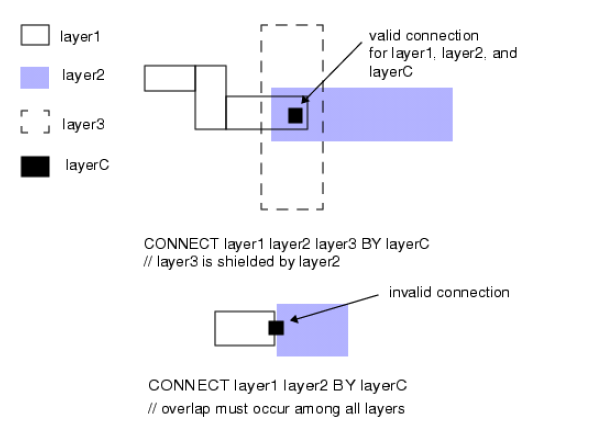 layer1
layer2
layer3
layerC
valid connection
for layer1, layer2, and
layerC
CONNECT layer1 layer2 layer3 BY layerC
// layer3 is shielded by layer2
invalid connection
CONNECT layer1 layer2 BY layerC
// overlap must occur among all layers